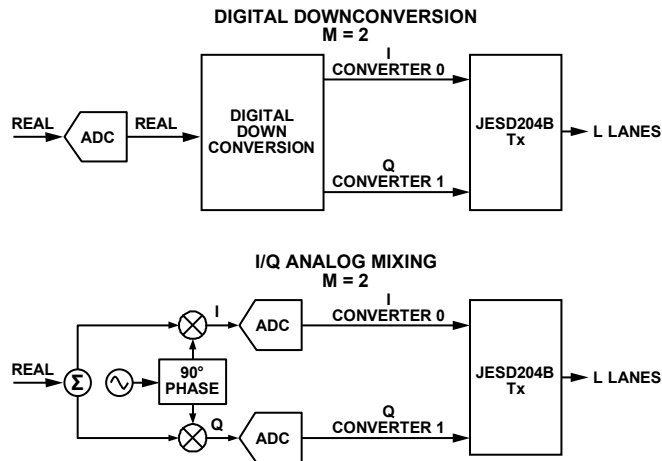 DIGITAL DOWNCONVERSION
M = 2
I
CONVERTER 0
REAL
ADC
REAL
DIGITAL
DOWN
CONVERSION
Q
CONVERTER 1
JESD204B
Tx
L LANES
I/Q ANALOG MIXING
M = 2
I
ADC
I
CONVERTER 0
REAL
Σ
90°
PHASE
Q
ADC
Q
CONVERTER 1
JESD204B
Tx
L LANES